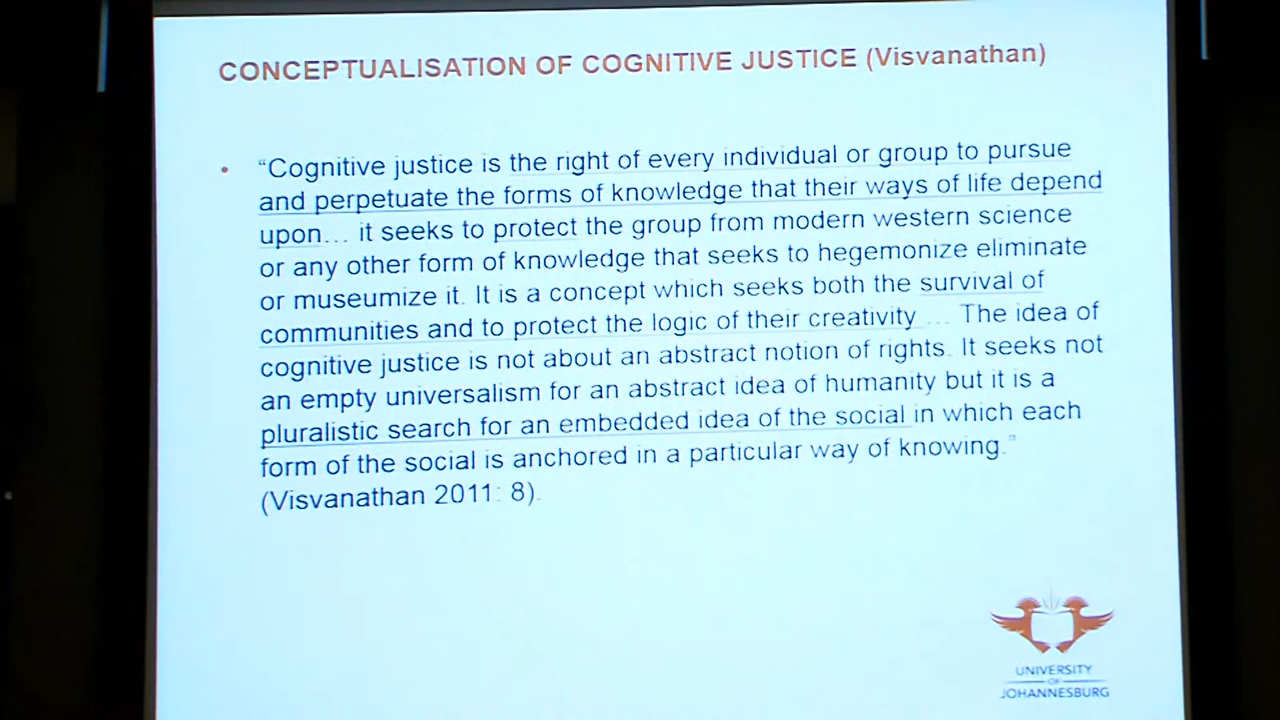 CONCEPTUALISATION OF COGNITIVE JUSTICE (Visvanathan)
• “Cognitive justice is the right of every individual or group to pursue
and perpetuate the forms of knowledge that their ways of life depend
upon... it seeks to protect the group from modern western science
or any other form of knowledge that seeks to hegemonize eliminate
or museumize it. It is a concept which seeks both the survival of
communities and to protect the logic of their creativity ... The idea of
cognitive justice is not about an abstract notion of rights. It seeks not
an empty universalism for an abstract idea of humanity but it is a
pluralistic search for an embedded idea of the social in which each
form of the social is anchored in a particular way of knowing.”
(Visvanathan 2011: 8).
UNIVERSITY
OF
JOHANNESBURG